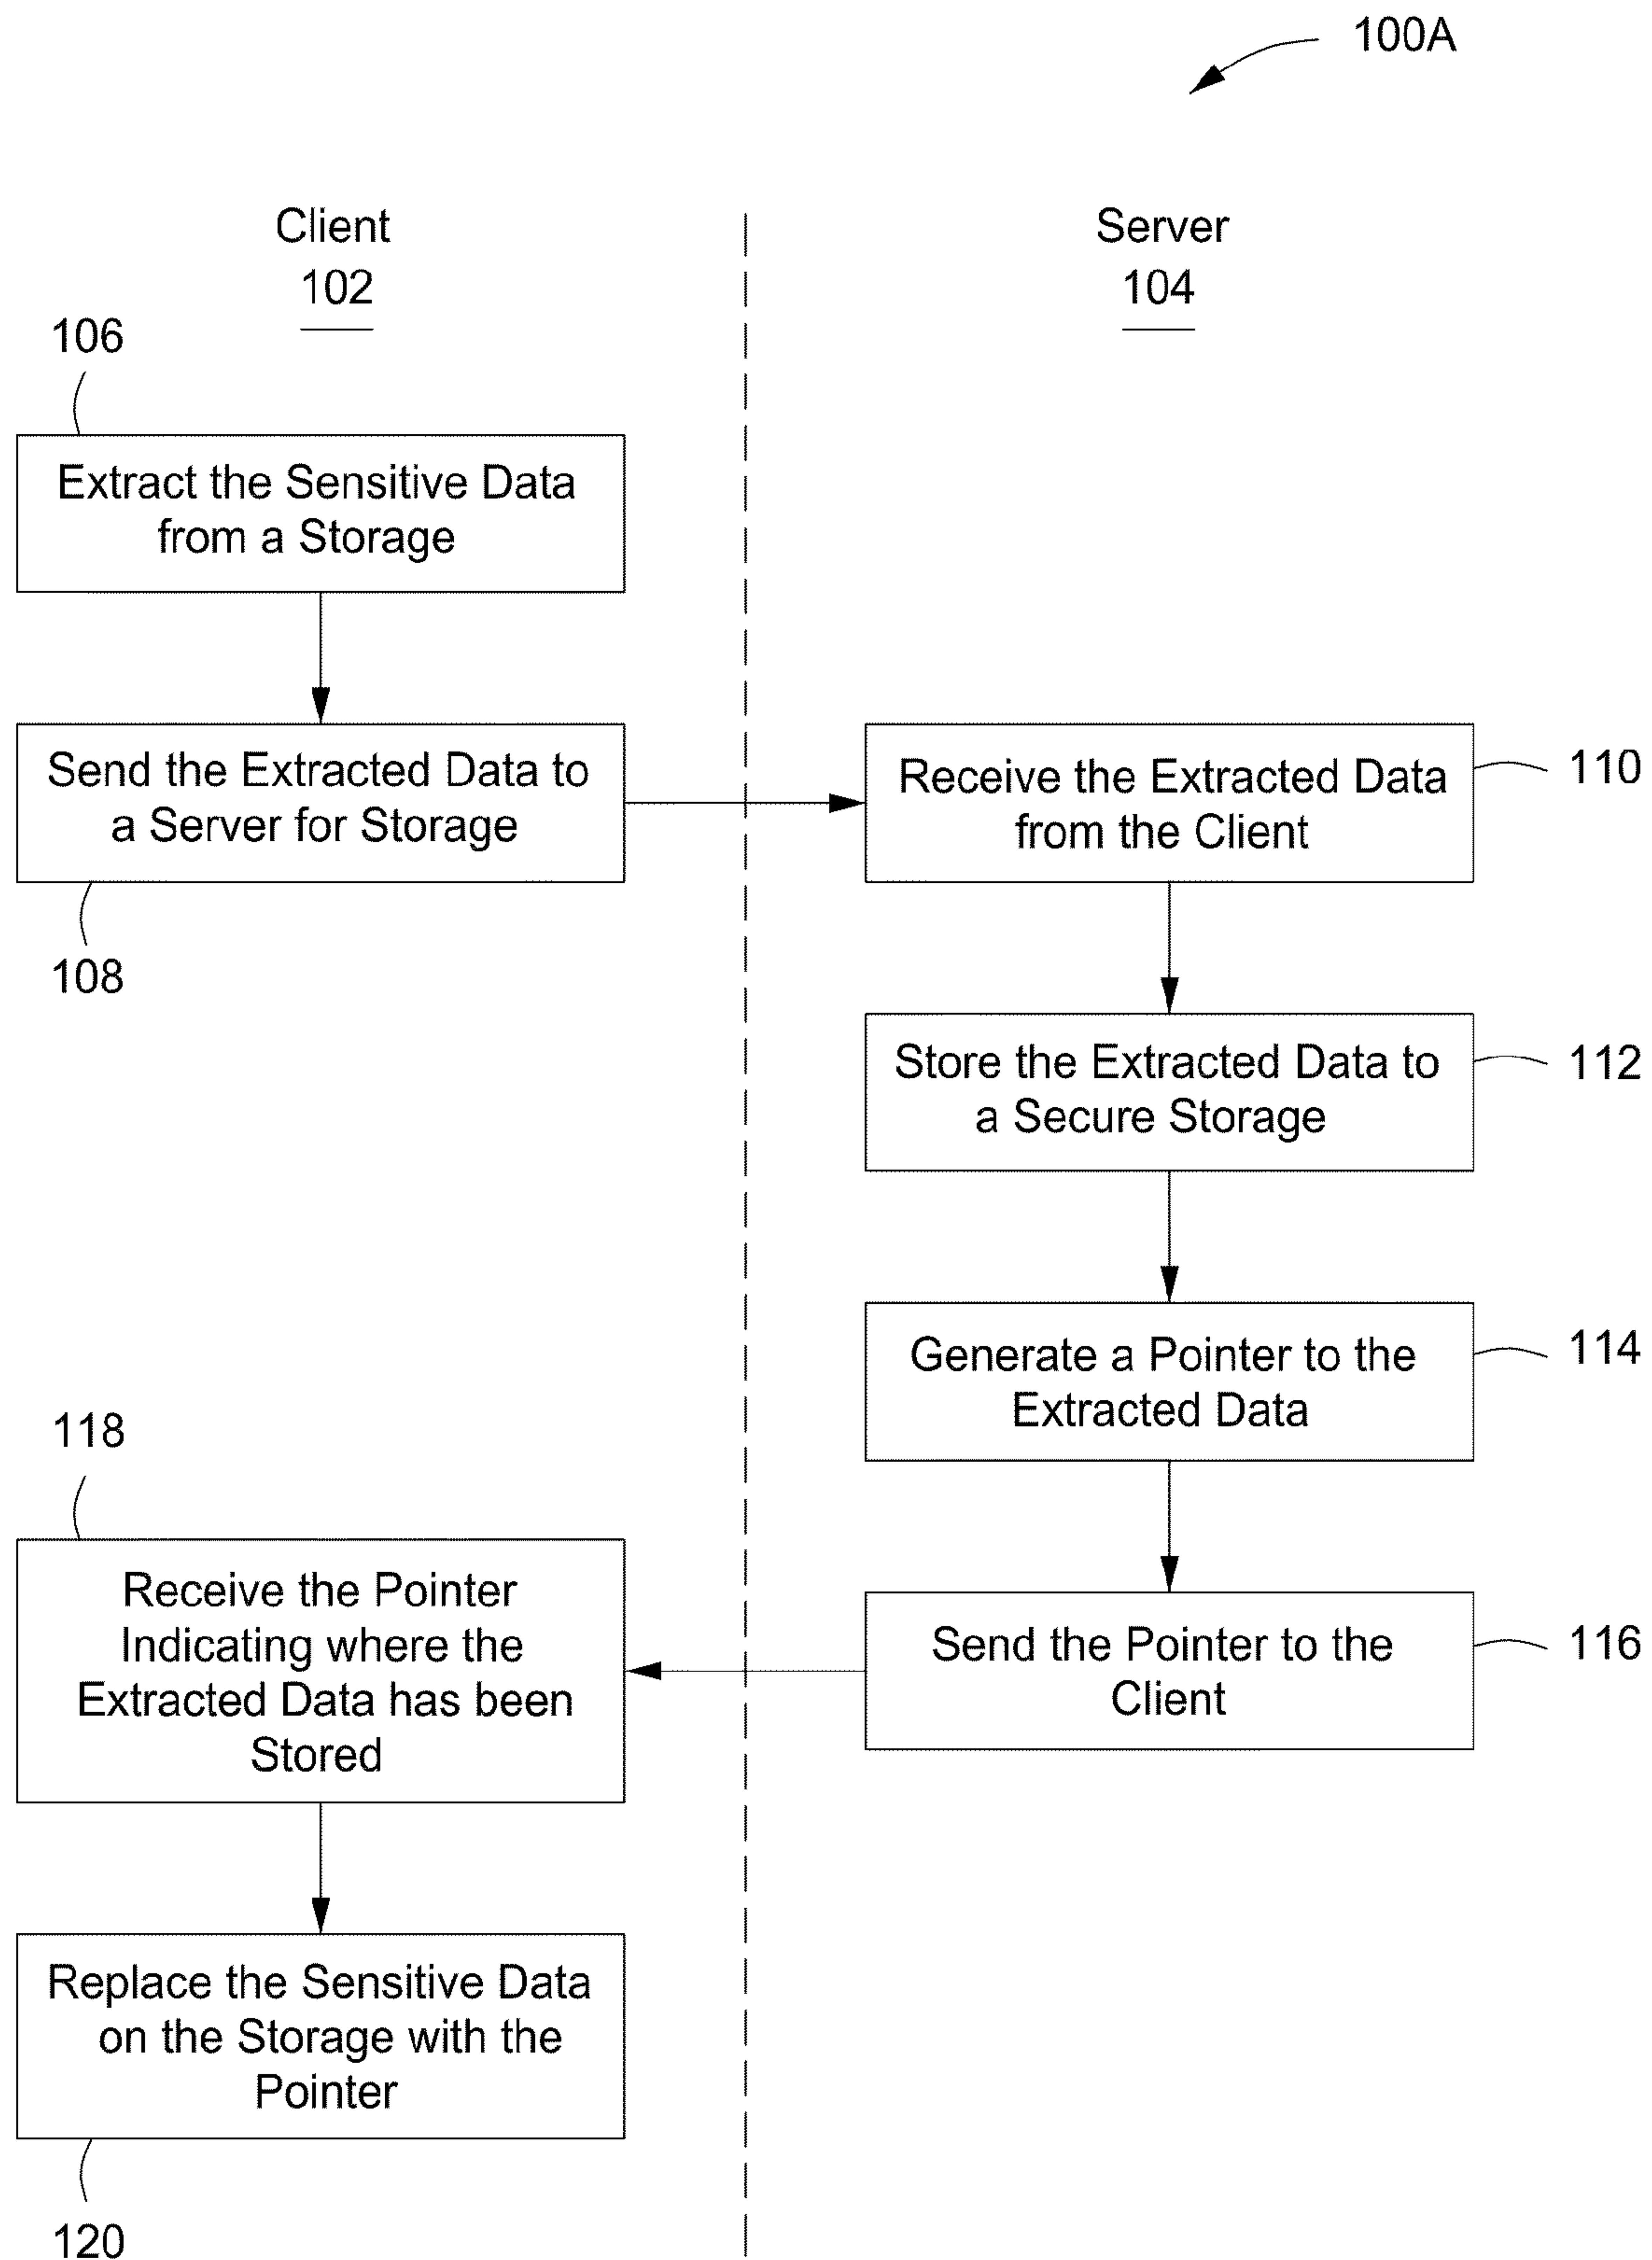 100A
Client
102
Server
104
106
Extract the Sensitive Data
from a Storage
Send the Extracted Data to
a Server for Storage
108
Receive the Extracted Data
from the Client
110
Store the Extracted Data to
a Secure Storage
112
Generate a Pointer to the
Extracted Data
114
Send the Pointer to the
Client
116
118
Receive the Pointer
Indicating where the
Extracted Data has been
Stored
Replace the Sensitive Data
on the Storage with the
Pointer
120